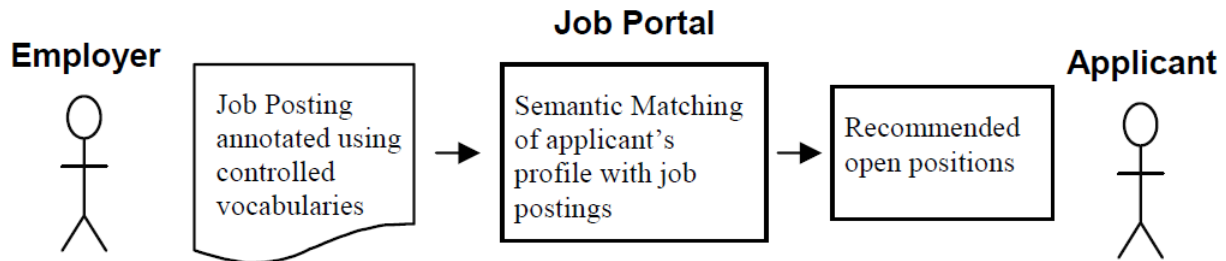 Employer
Job Posting
annotated using
controlled
vocabularies
Job Portal
Semantic Matching
of applicant’s
profile with job
postings
Recommended
open positions
Applicant